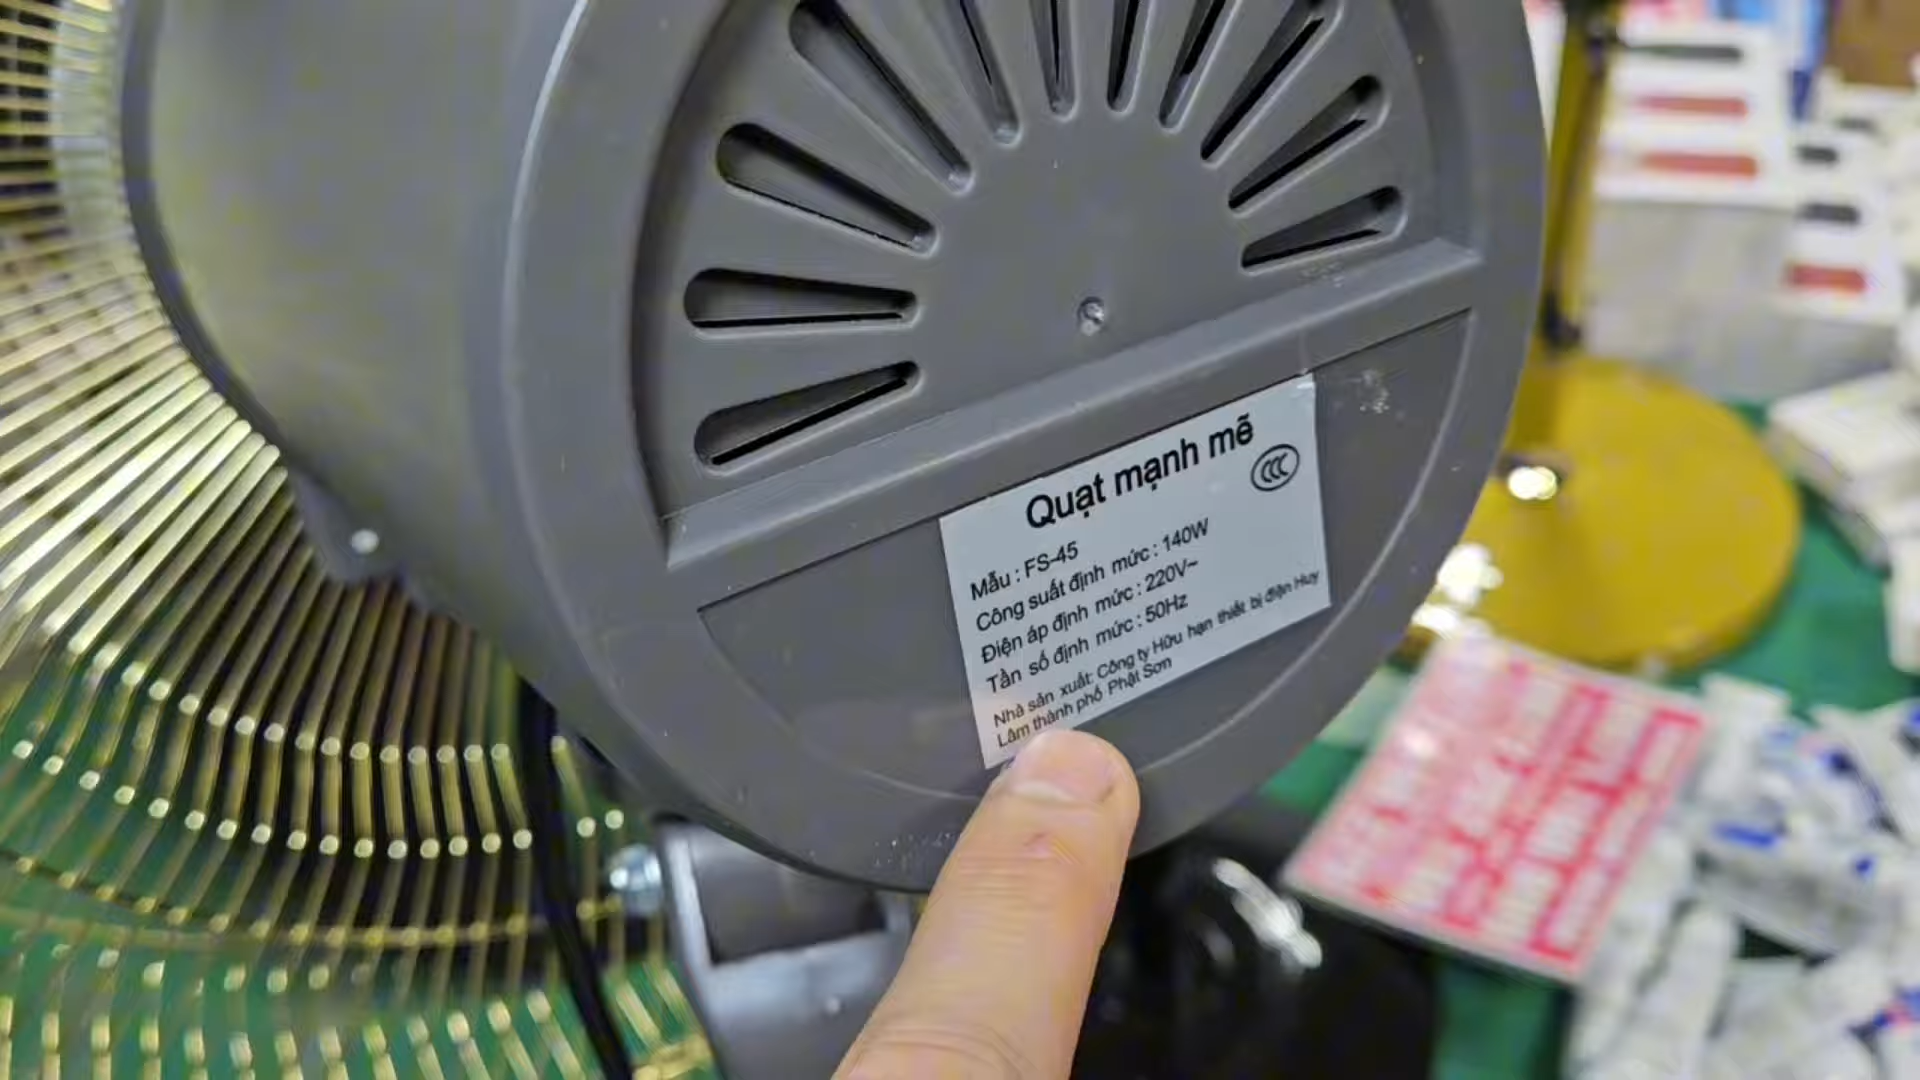 Quạt mạnh mẽ
CCC
Mẫu : FS-45
Công suất định mức : 140W
Điện áp định mức : 220V~
Tần số định mức : 50Hz
Nhà sản xuất: Công ty Hữu hạn thiết bị điện Huy
Lâm thành phố Phật Sơn